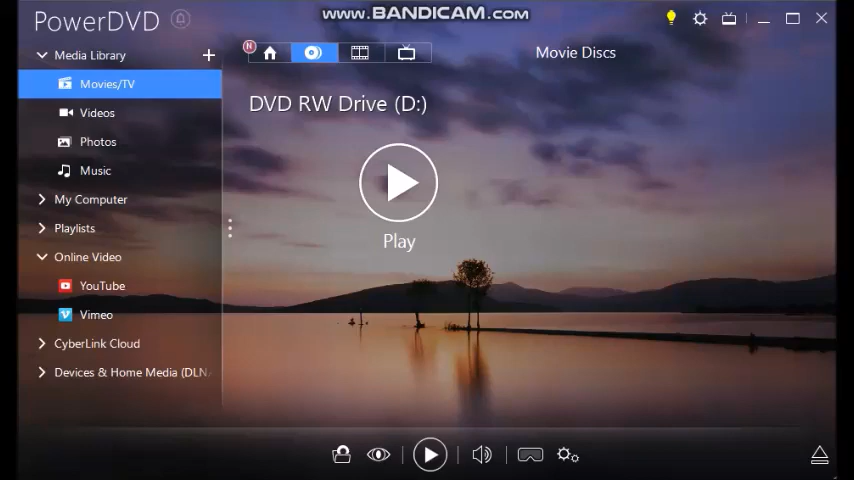 PowerDVD
www.BANDICAM.com
Media Library
Movies/TV
Videos
Photos
Music
My Computer
Playlists
Online Video
YouTube
Vimeo
CyberLink Cloud
Devices & Home Media (DLN
N
Movie Discs
DVD RW Drive (D:)
Play